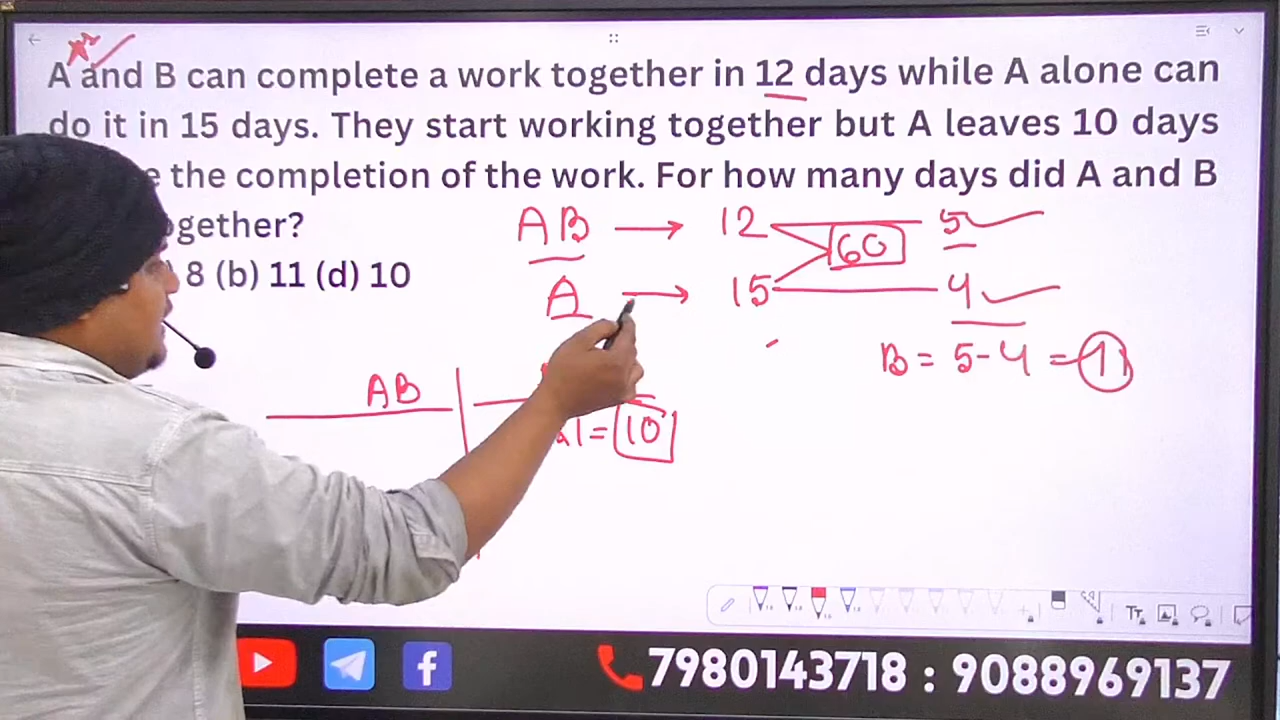 A and B can complete a work together in 12 days while A alone can
do it in 15 days. They start working together but A leaves 10 days
the completion of the work. For how many days did A and B
gether?
8 (b) 11 (d) 10
AB → 12 60 5
A → 15 4
B = 5-4 = 1
AB
×1= 10
7980143718 : 9088969137